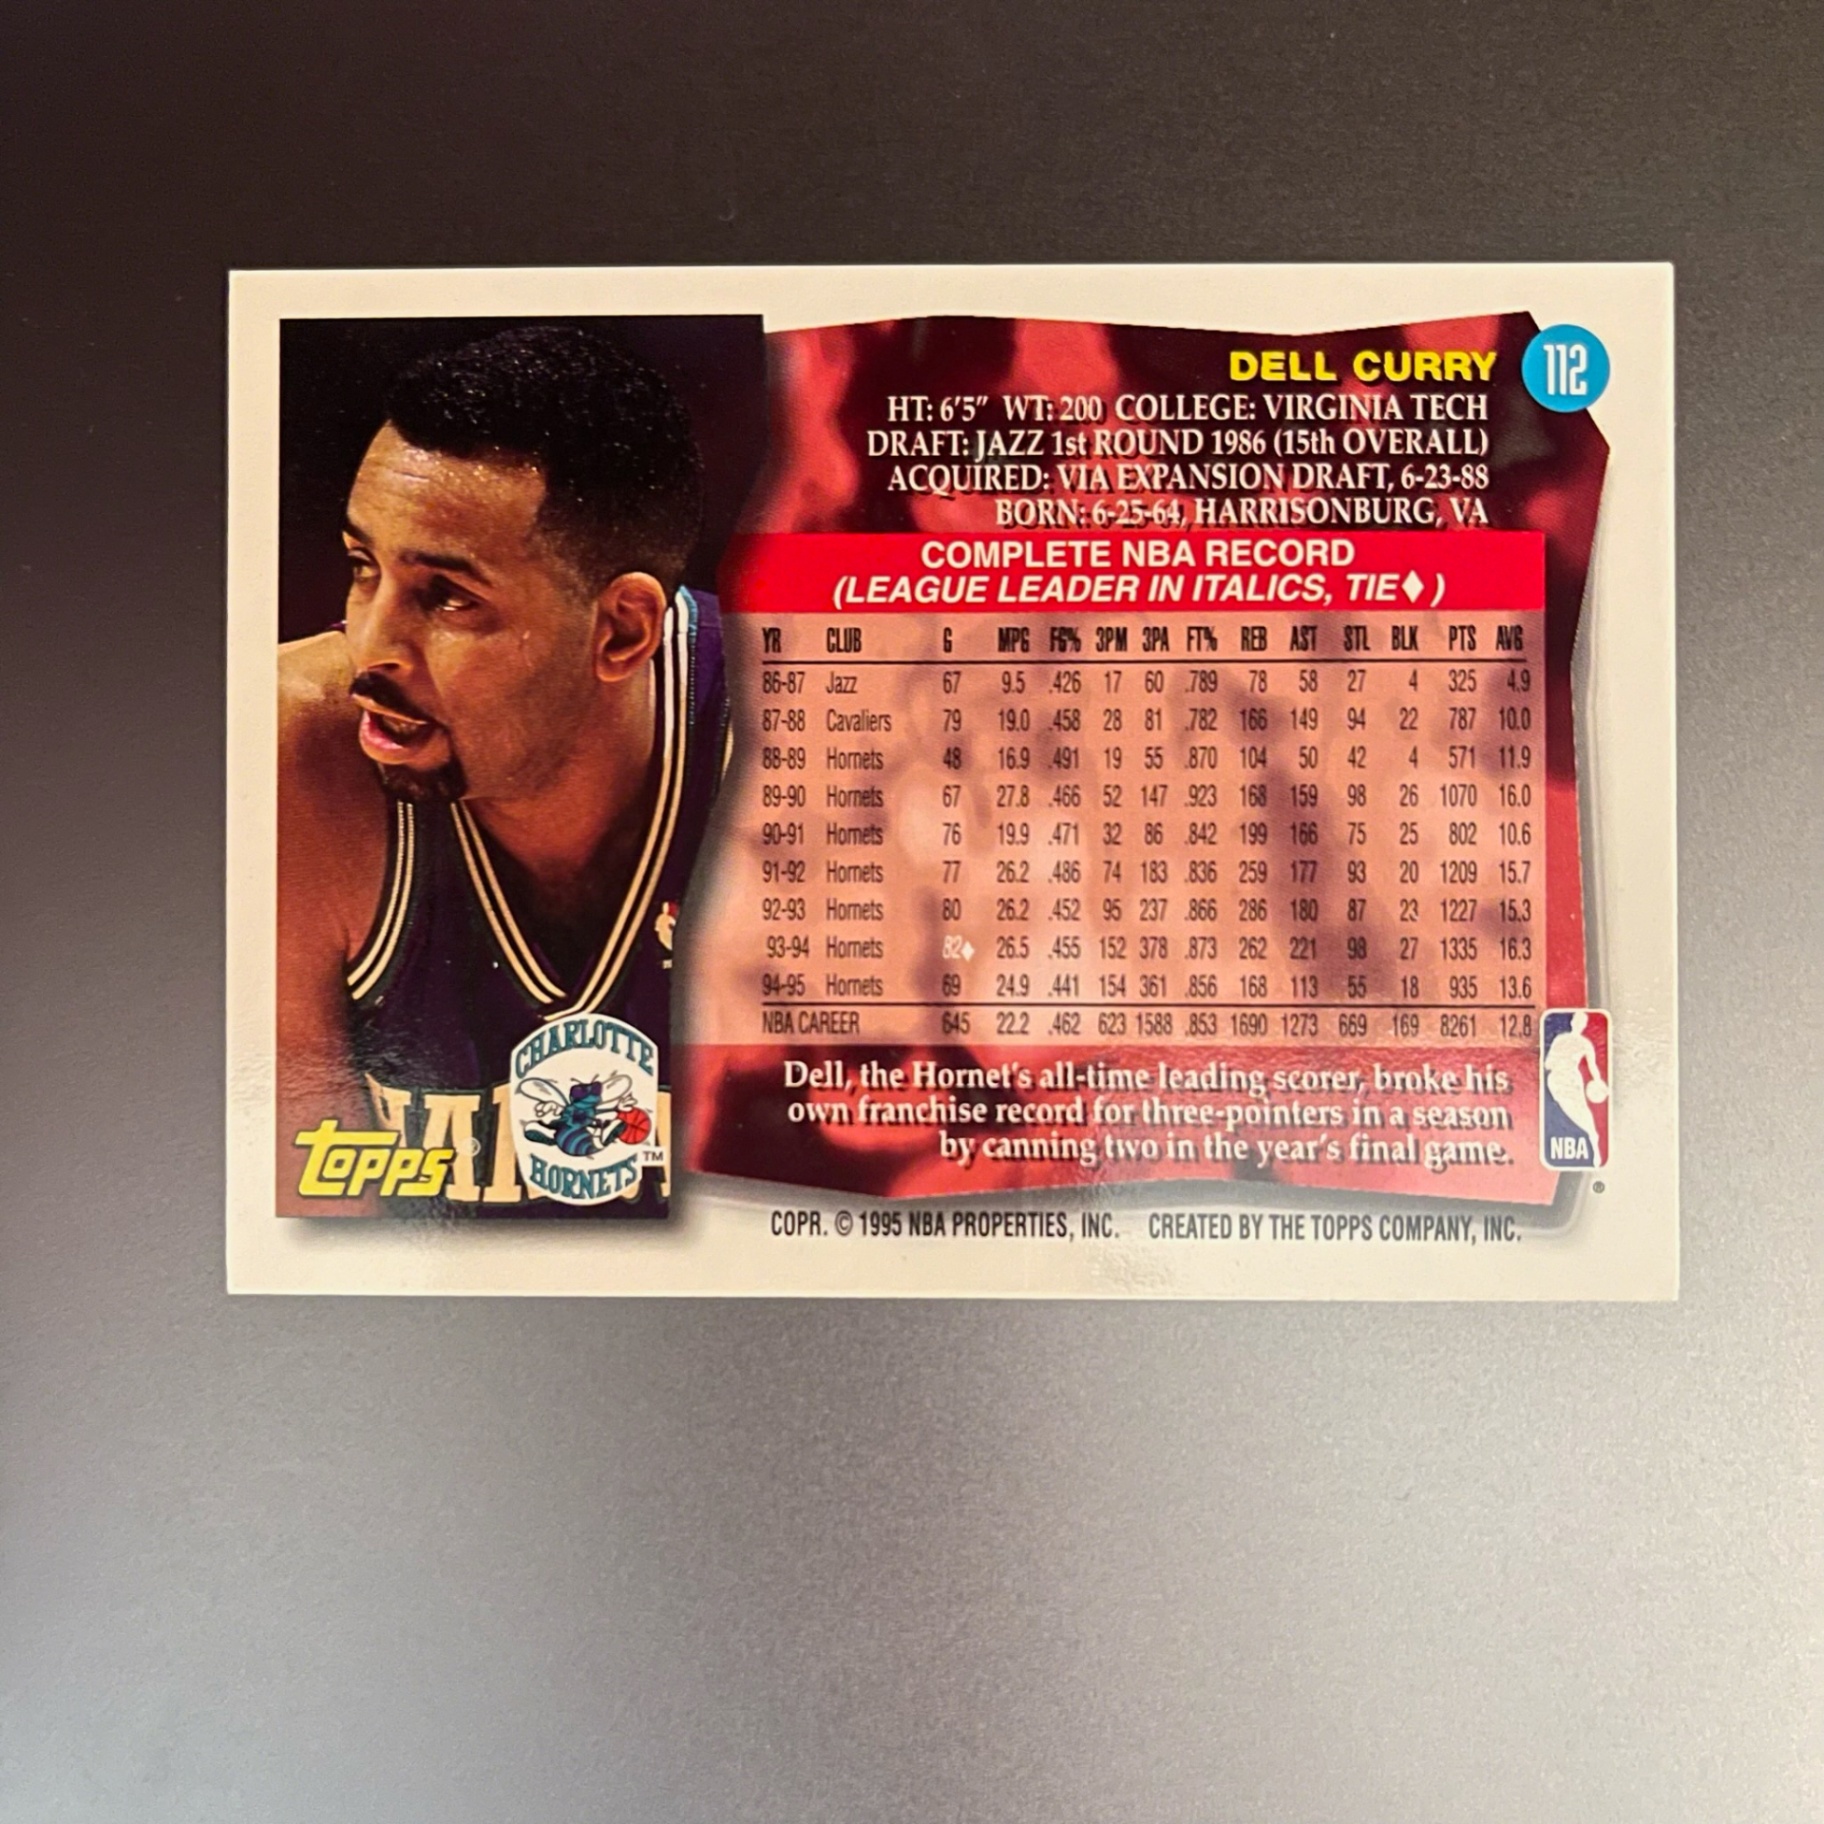 DELL CURRY 112
HT: 6'5" WT: 200 COLLEGE: VIRGINIA TECH
DRAFT: JAZZ 1st ROUND 1986 (15th OVERALL)
ACQUIRED: VIA EXPANSION DRAFT, 6-23-88
BORN: 6-25-64, HARRISONBURG, VA
COMPLETE NBA RECORD
(LEAGUE LEADER IN ITALICS, TIE♦)
YR CLUB G MPG FG% 3PM 3PA FT% REB AST STL BLK PTS AVG
86-87 Jazz 67 9.5 .426 17 60 .789 78 58 27 4 325 4.9
87-88 Cavaliers 79 19.0 .458 28 81 .782 166 149 94 22 787 10.0
88-89 Hornets 48 16.9 .491 19 55 .870 104 50 42 4 571 11.9
89-90 Hornets 67 27.8 .466 52 147 .923 168 159 98 26 1070 16.0
90-91 Hornets 76 19.9 .471 32 86 .842 199 166 75 25 802 10.6
91-92 Hornets 77 26.2 .486 74 183 .836 259 177 93 20 1209 15.7
92-93 Hornets 80 26.2 .452 95 237 .866 286 180 87 23 1227 15.3
93-94 Hornets 82♦ 26.5 .455 152 378 .873 262 221 98 27 1335 16.3
94-95 Hornets 69 24.9 .441 154 361 .856 168 113 55 18 935 13.6
NBA CAREER 645 22.2 .462 623 1588 .853 1690 1273 669 169 8261 12.8
Dell, the Hornet's all-time leading scorer, broke his
own franchise record for three-pointers in a season
by canning two in the year's final game.
NBA
®
CHARLOTTE
HORNETS
TM
Topps
®
COPR. © 1995 NBA PROPERTIES, INC. CREATED BY THE TOPPS COMPANY, INC.